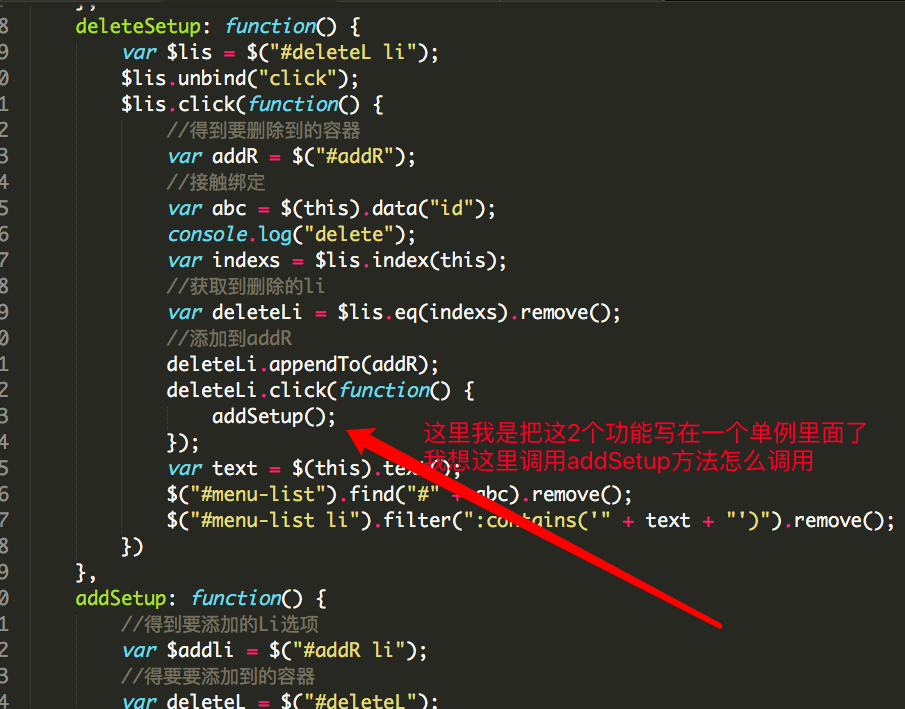 },
8 deleteSetup: function() {
9 var $lis = $("#deleteL li");
0 $lis.unbind("click");
1 $lis.click(function() {
2 //得到要删除到的容器
3 var addR = $("#addR");
4 //接触绑定
5 var abc = $(this).data("id");
6 console.log("delete");
7 var indexs = $lis.index(this);
8 //获取到删除的li
9 var deleteLi = $lis.eq(indexs).remove();
0 //添加到addR
1 deleteLi.appendTo(addR);
2 deleteLi.click(function() {
3 addSetup();
这里我是把这2个功能写在一个单例里面了
4 });
我想这里调用addSetup方法怎么调用
5 var text = $(this).text();
6 $("#menu-list").find("#" + abc).remove();
7 $("#menu-list li").filter(":contains('" + text + "')").remove();
8 })
9 },
0 addSetup: function() {
1 //得到要添加的Li选项
2 var $addli = $("#addR li");
3 //得要要添加到的容器
4 var deleteL = $("#deleteL");